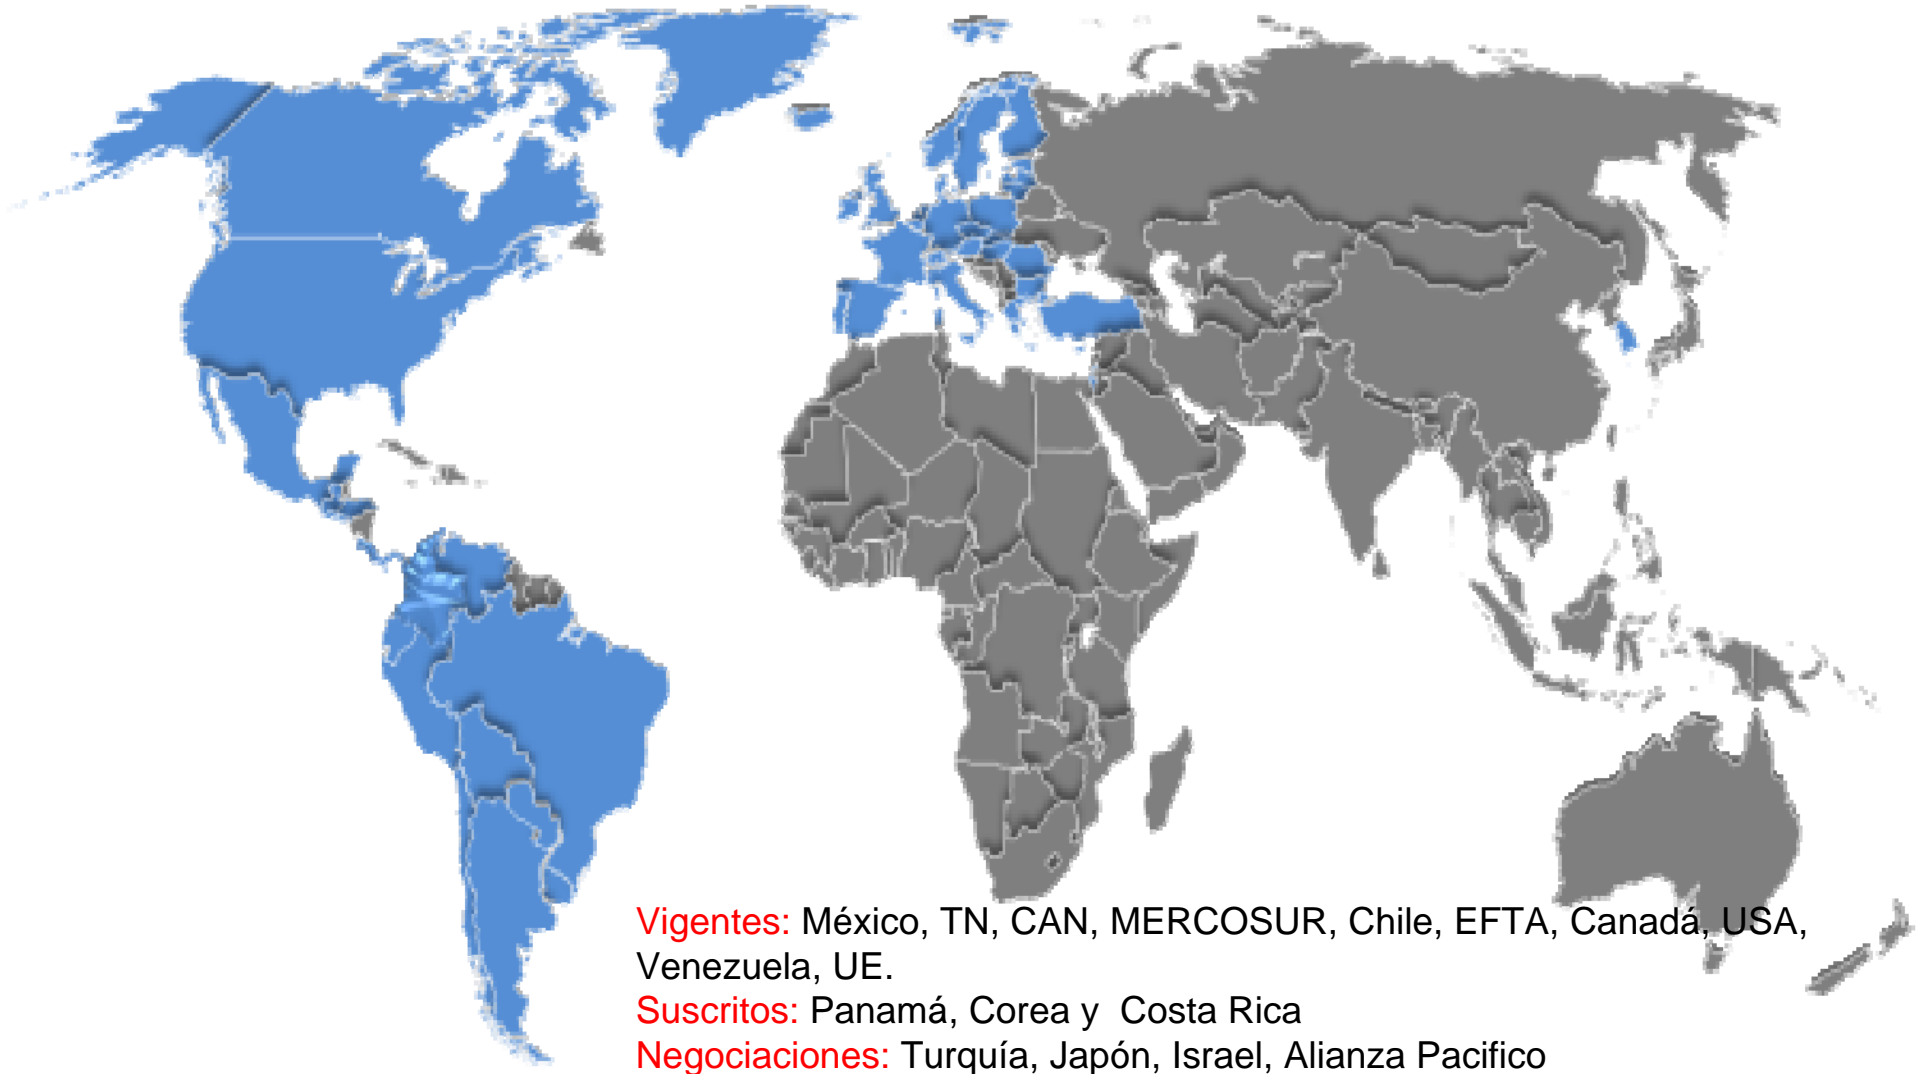 Vigentes: México, TN, CAN, MERCOSUR, Chile, EFTA, Canadá, USA,
Venezuela, UE.
Suscritos: Panamá, Corea y  Costa Rica
Negociaciones: Turquía, Japón, Israel, Alianza Pacifico